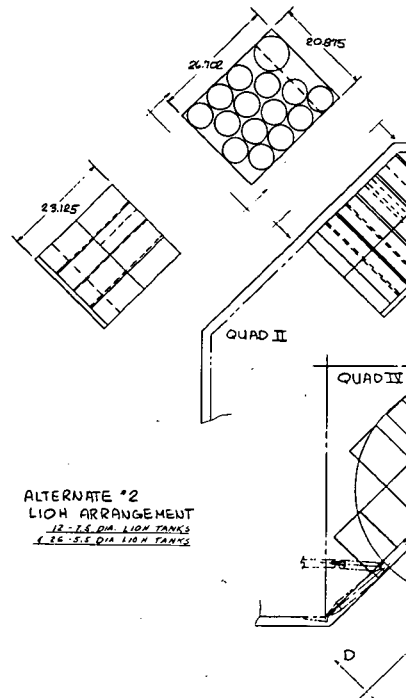 26.702
20.875
23.125
QUAD II
QUAD IV
ALTERNATE #2
LIOH ARRANGEMENT
12 - 7.5 DIA. LIOH TANKS
& 26 - 5.5 DIA LIOH TANKS
D